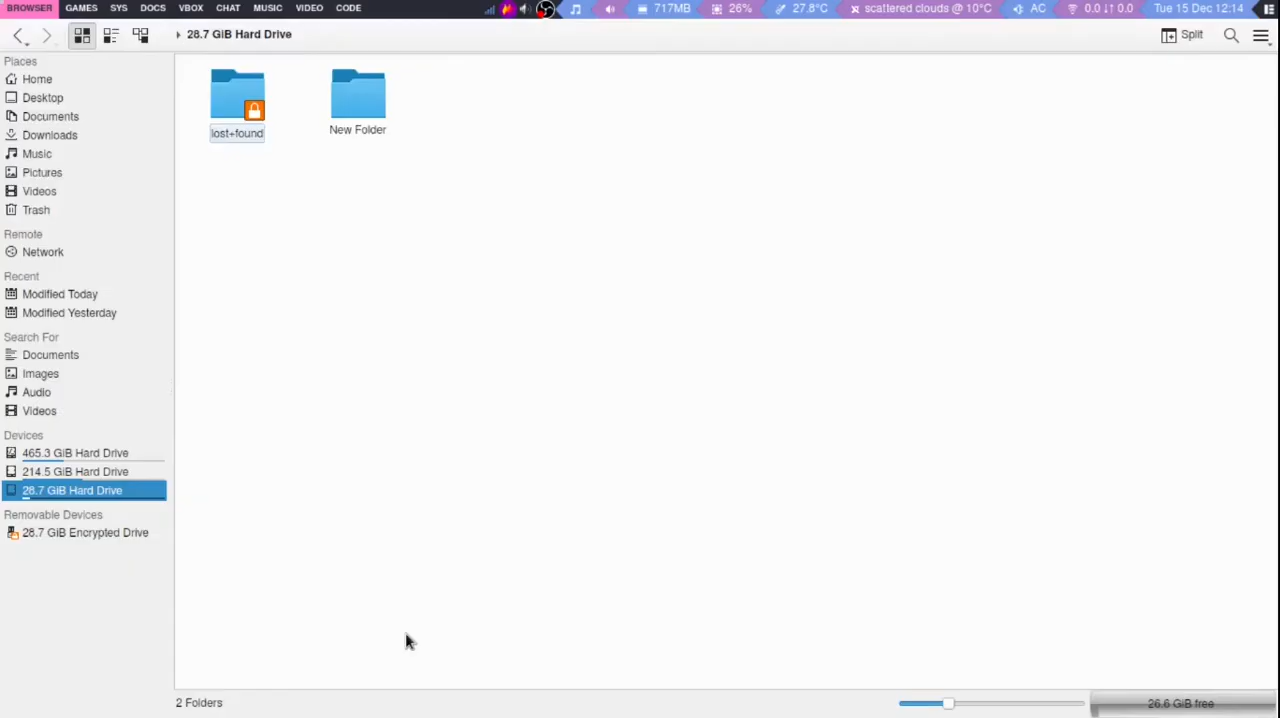 BROWSER GAMES SYS DOCS VBOX CHAT MUSIC VIDEO CODE 717MB 26% 27.8°C scattered clouds @ 10°C AC 0.0 ↓↑ 0.0 Tue 15 Dec 12:14
28.7 GiB Hard Drive Split
Places
Home
Desktop
Documents
Downloads
Music
Pictures
Videos
Trash
Remote
Network
Recent
Modified Today
Modified Yesterday
Search For
Documents
Images
Audio
Videos
Devices
465.3 GiB Hard Drive
214.5 GiB Hard Drive
28.7 GiB Hard Drive
Removable Devices
28.7 GiB Encrypted Drive
lost+found
New Folder
2 Folders
26.6 GiB free